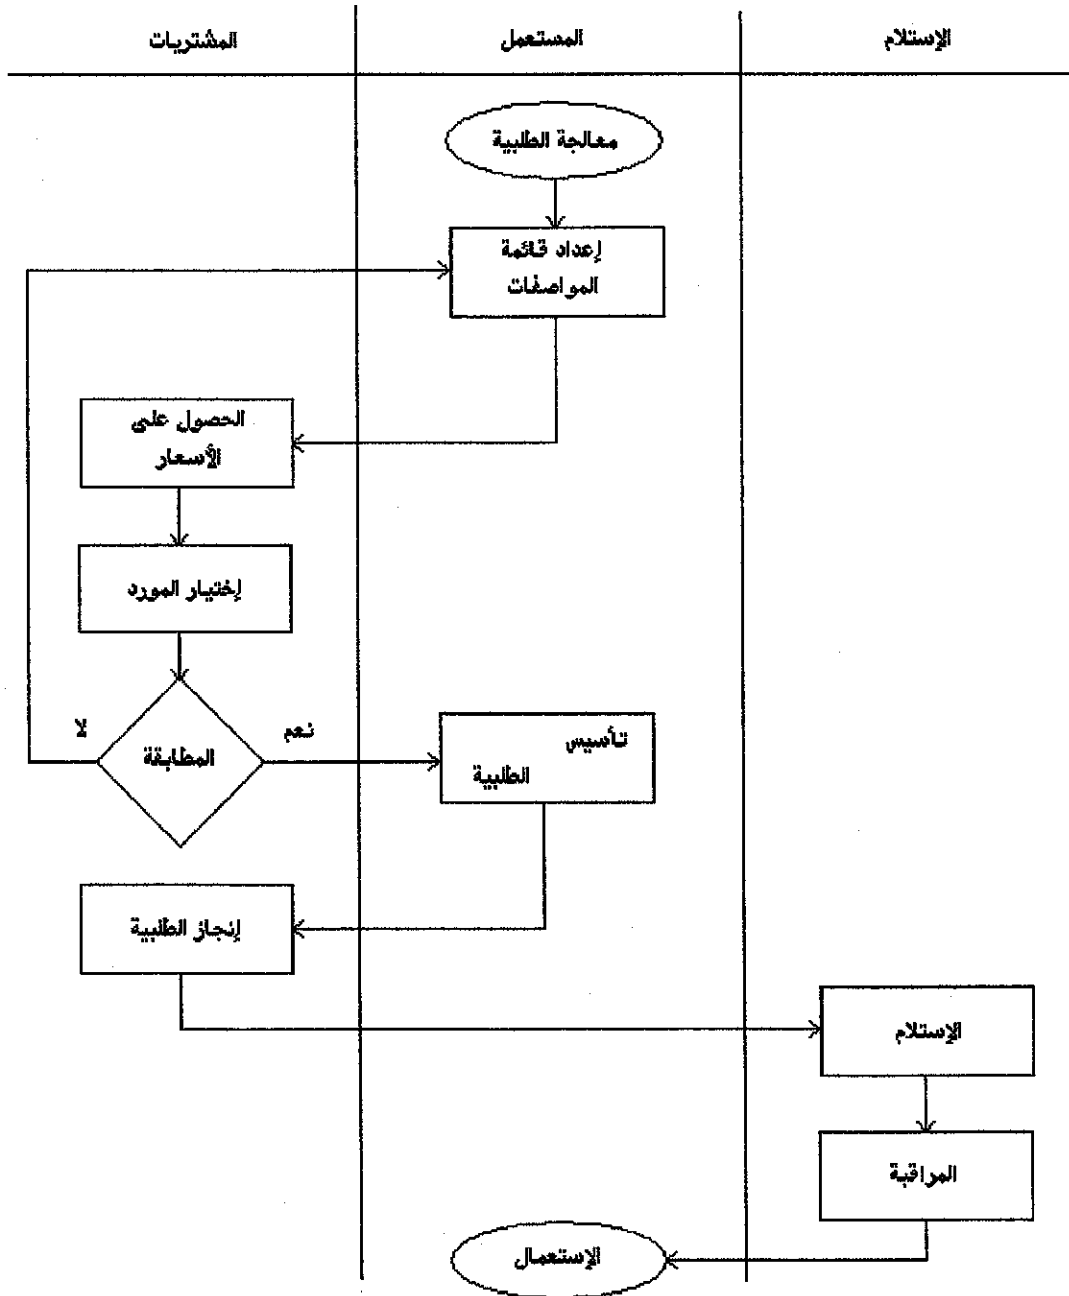 الإستلام
المستعمل
المشتريات
معالجة الطلبية
إعداد قائمة
المواصفات
الحصول على
الأسعار
إختيار المورد
المطابقة
لا
نعم
تأسيس
الطلبية
إنجاز الطلبية
الإستلام
المراقبة
الإستعمال